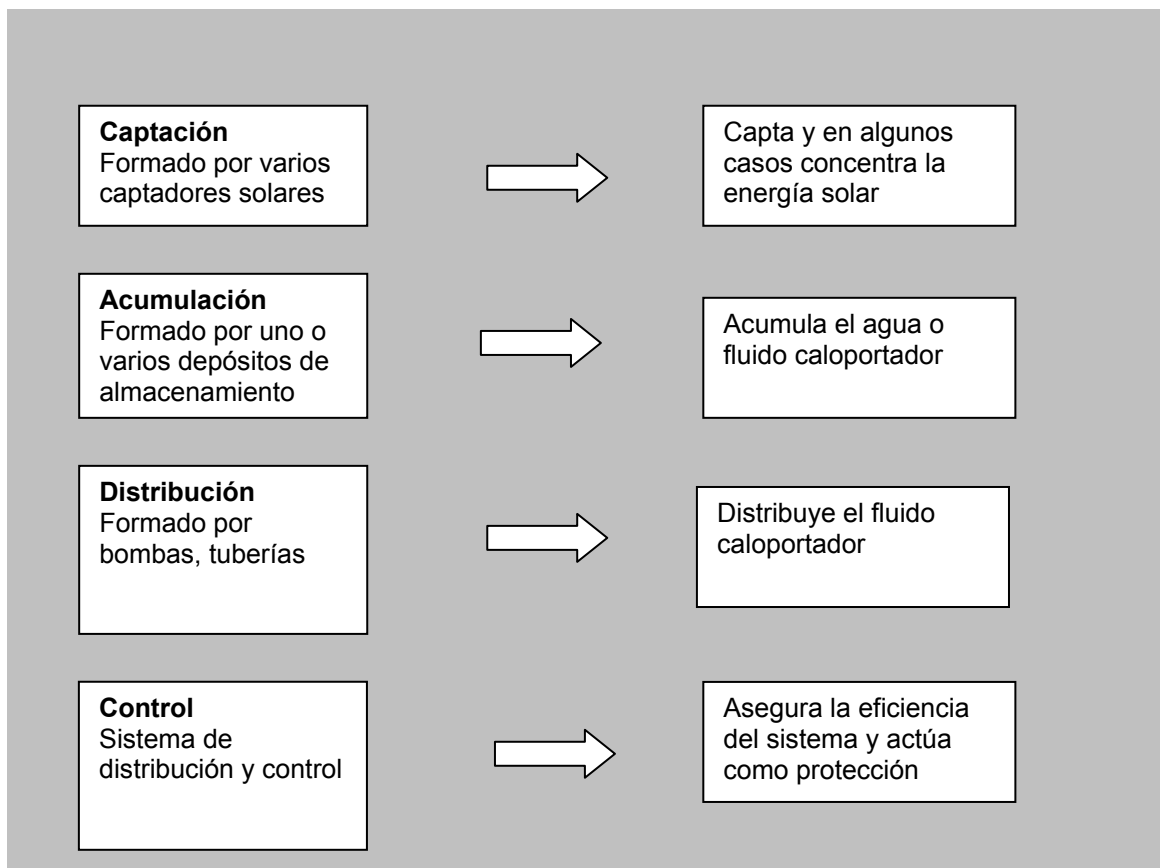 Captación
Formado por varios
captadores solares
Capta y en algunos
casos concentra la
energía solar
Acumulación
Formado por uno o
varios depósitos de
almacenamiento
Acumula el agua o
fluido caloportador
Distribución
Formado por
bombas, tuberías
Distribuye el fluido
caloportador
Control
Sistema de
distribución y control
Asegura la eficiencia
del sistema y actúa
como protección